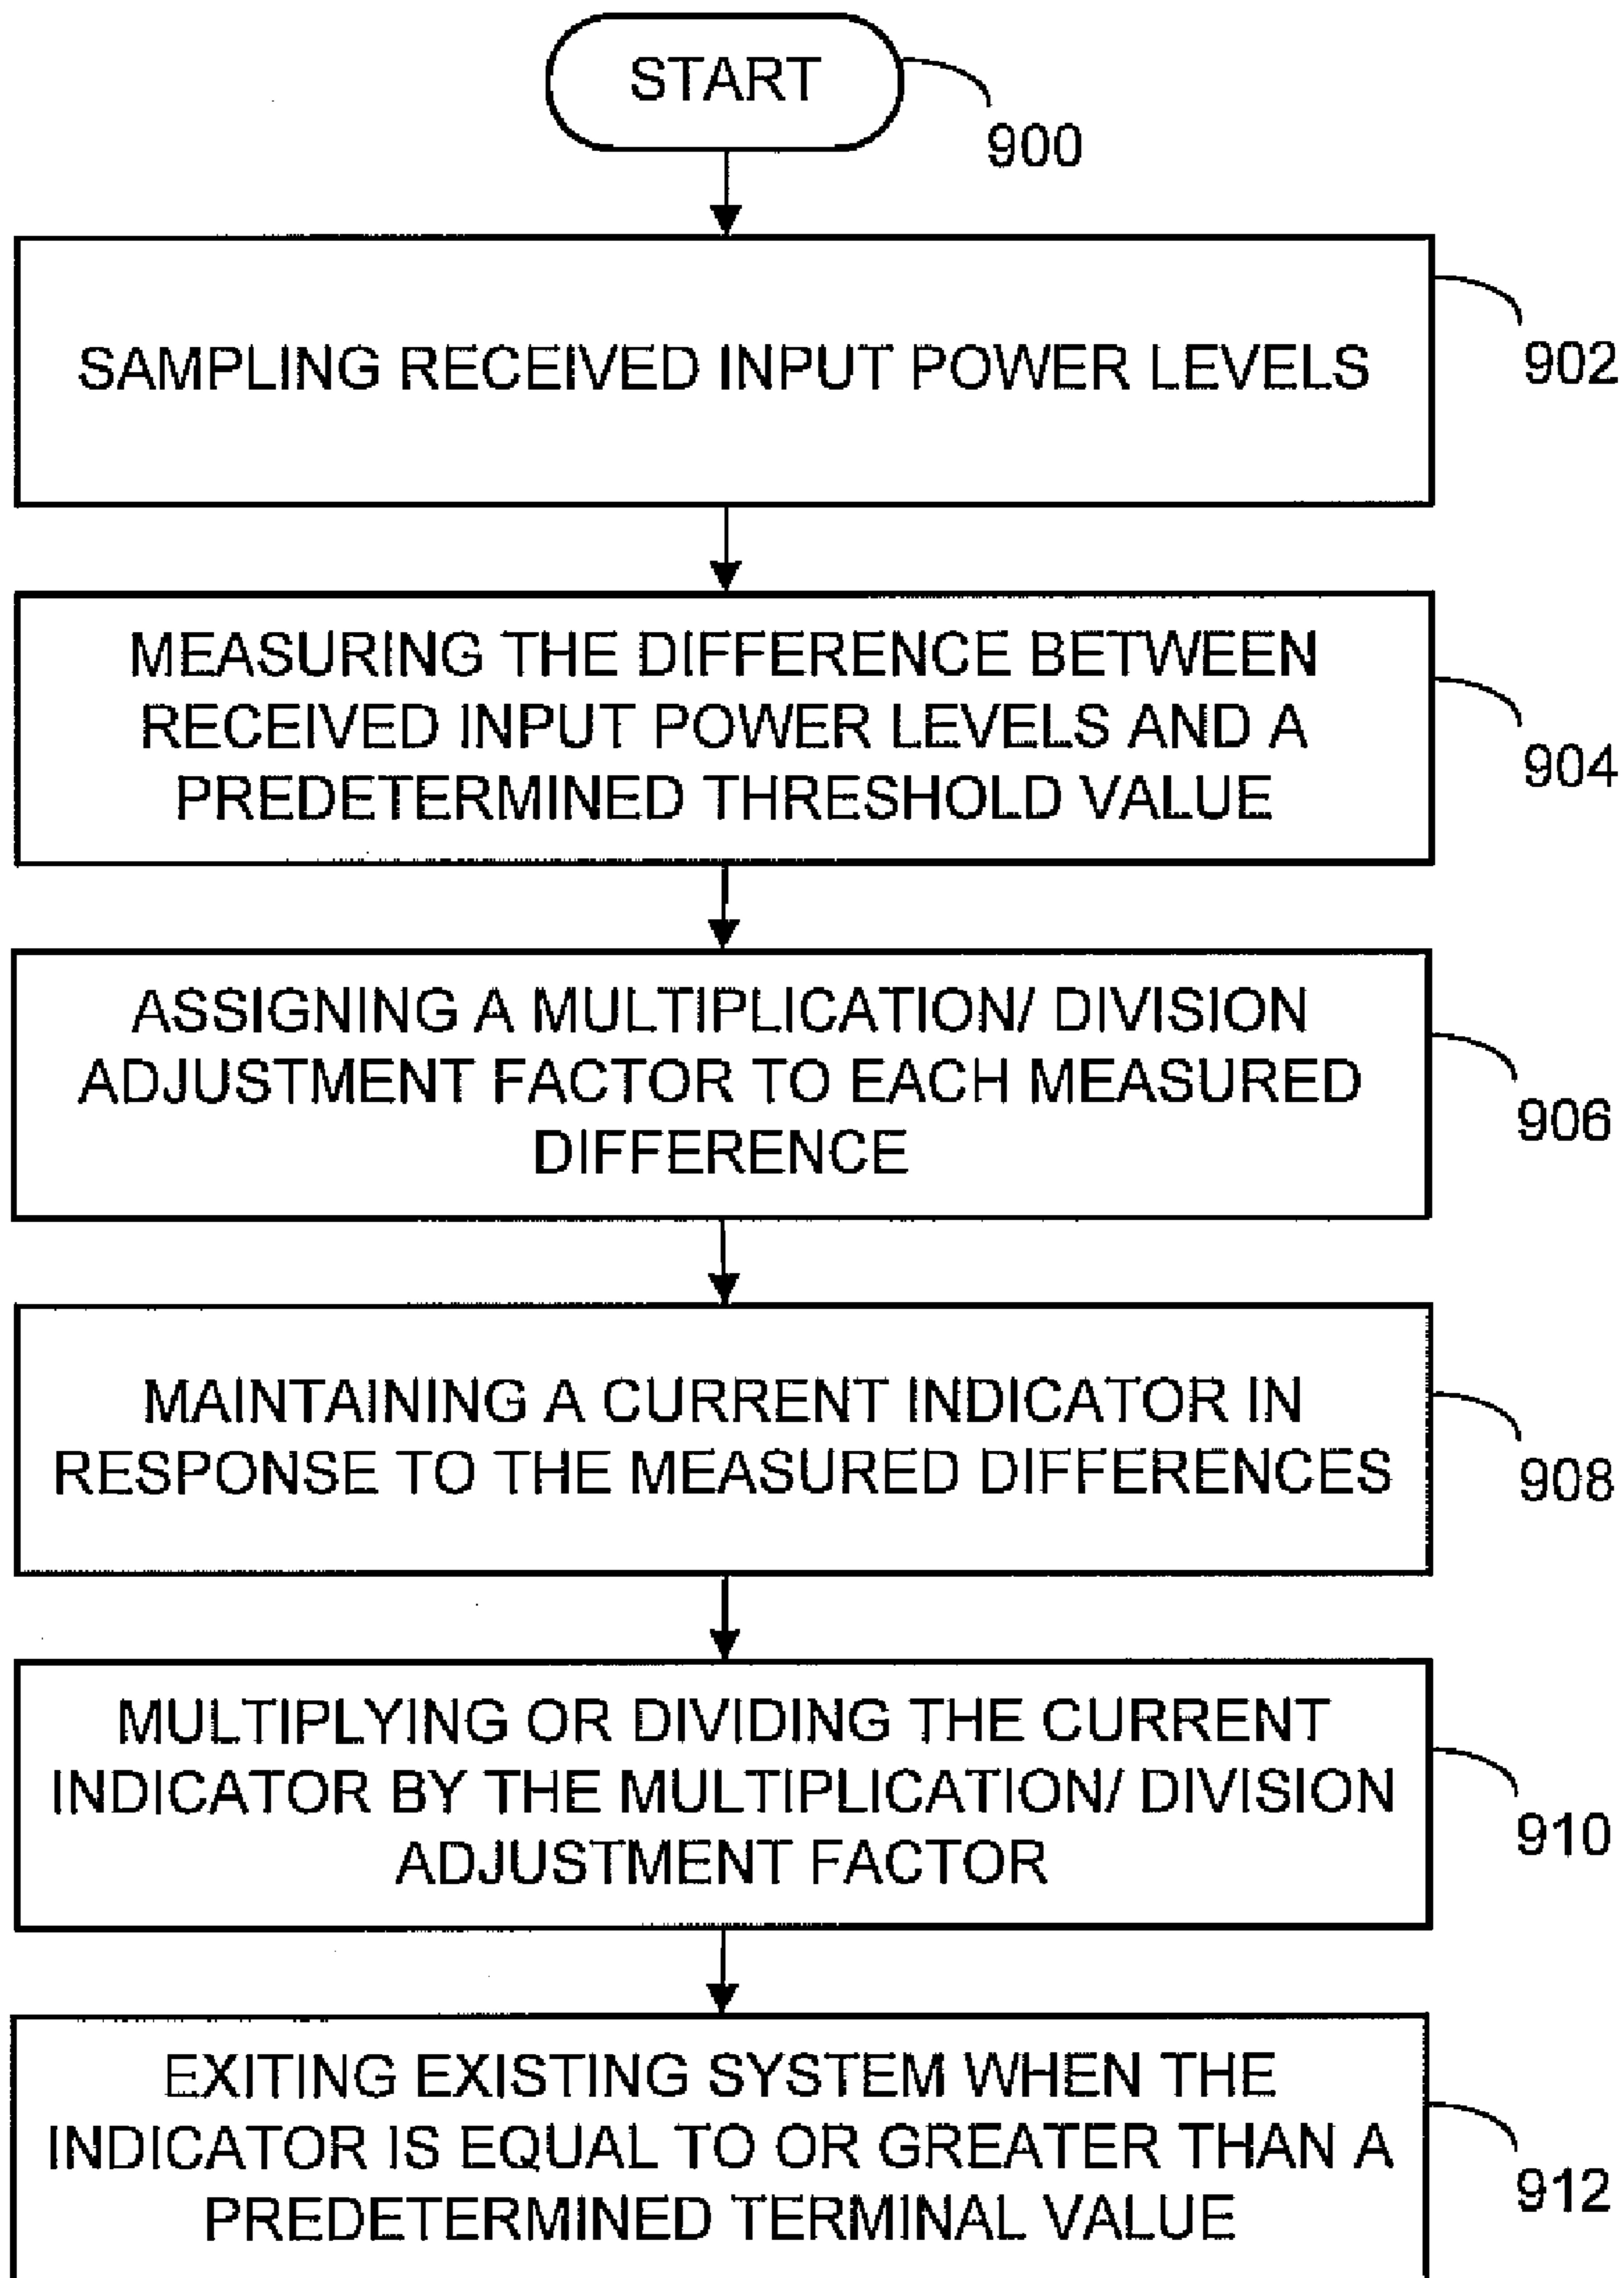 START
900
SAMPLING RECEIVED INPUT POWER LEVELS
902
MEASURING THE DIFFERENCE BETWEEN
RECEIVED INPUT POWER LEVELS AND A
PREDETERMINED THRESHOLD VALUE
904
ASSIGNING A MULTIPLICATION/ DIVISION
ADJUSTMENT FACTOR TO EACH MEASURED
DIFFERENCE
906
MAINTAINING A CURRENT INDICATOR IN
RESPONSE TO THE MEASURED DIFFERENCES
908
MULTIPLYING OR DIVIDING THE CURRENT
INDICATOR BY THE MULTIPLICATION/ DIVISION
ADJUSTMENT FACTOR
910
EXITING EXISTING SYSTEM WHEN THE
INDICATOR IS EQUAL TO OR GREATER THAN A
PREDETERMINED TERMINAL VALUE
912